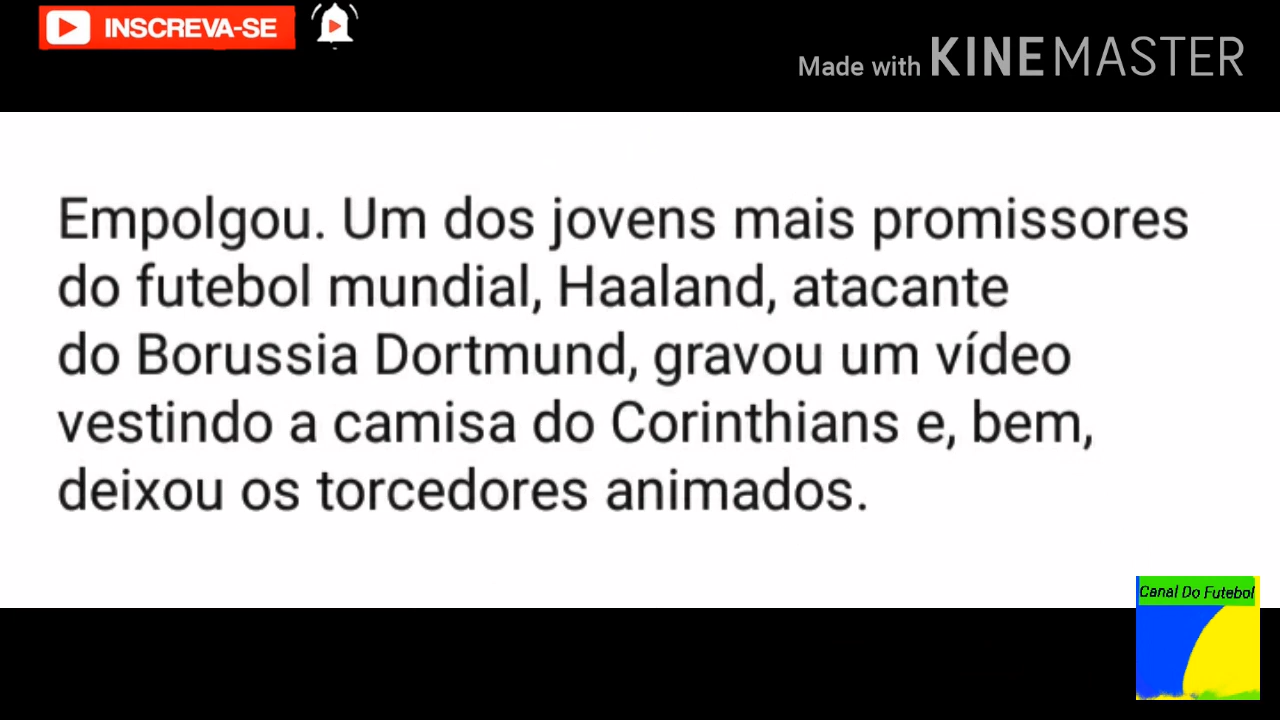 INSCREVA-SE
Made with KINEMASTER
Empolgou. Um dos jovens mais promissores
do futebol mundial, Haaland, atacante
do Borussia Dortmund, gravou um vídeo
vestindo a camisa do Corinthians e, bem,
deixou os torcedores animados.
Canal Do Futebol